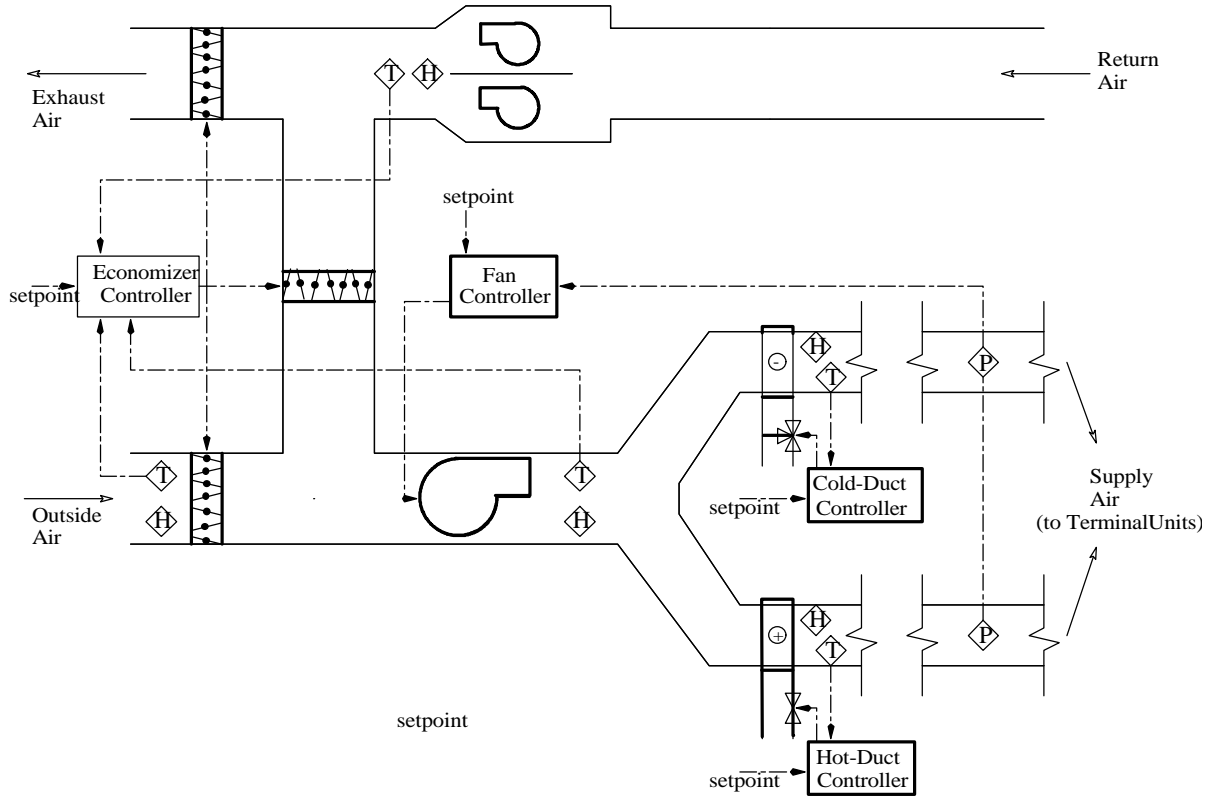 T
H
Return
Air
Exhaust
Air
setpoint
Economizer
Controller
setpoint
Fan
Controller
-
H
T
P
T
H
Outside
Air
T
H
Cold-Duct
Controller
setpoint
Supply
Air
(to TerminalUnits)
+
H
T
P
setpoint
Hot-Duct
Controller
setpoint